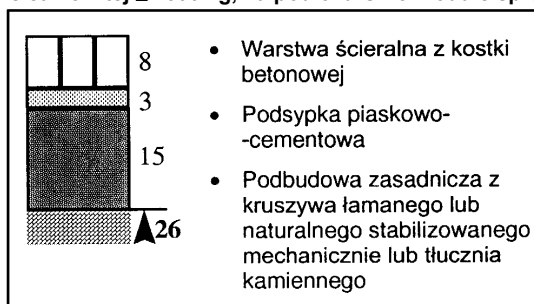 8
3
15
26
• Warstwa ścieralna z kostki
betonowej
• Podsypka piaskowo-
-cementowa
• Podbudowa zasadnicza z
kruszywa łamanego lub
naturalnego stabilizowanego
mechanicznie lub tłucznia
kamiennego